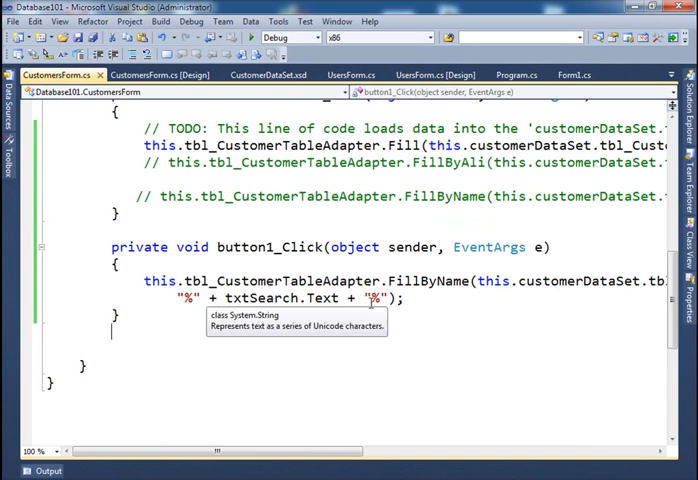 Database101 - Microsoft Visual Studio (Administrator)
File Edit View Refactor Project Build Debug Team Data Tools Test Window Help
Debug x86
CustomersForm.cs CustomersForm.cs [Design] CustomerDataSet.xsd UsersForm.cs UsersForm.cs [Design] Program.cs Form1.cs
Database101.CustomersForm button1_Click(object sender, EventArgs e)
{
// TODO: This line of code loads data into the 'customerDataSet.t
this.tbl_CustomerTableAdapter.Fill(this.customerDataSet.tbl_Custo
// this.tbl_CustomerTableAdapter.FillByAli (this.customerDataSet.
// this.tbl_CustomerTableAdapter.FillByName(this.customerDataSet.t
}
private void button1_Click(object sender, EventArgs e)
{
this.tbl_CustomerTableAdapter.FillByName(this.customerDataSet.tbl
"%" + txtSearch.Text + "%");
}
class System.String
Represents text as a series of Unicode characters.
}
}
100 %
Output
Data Sources
Toolbox
Solution Explorer
Team Explorer
Class View
Properties